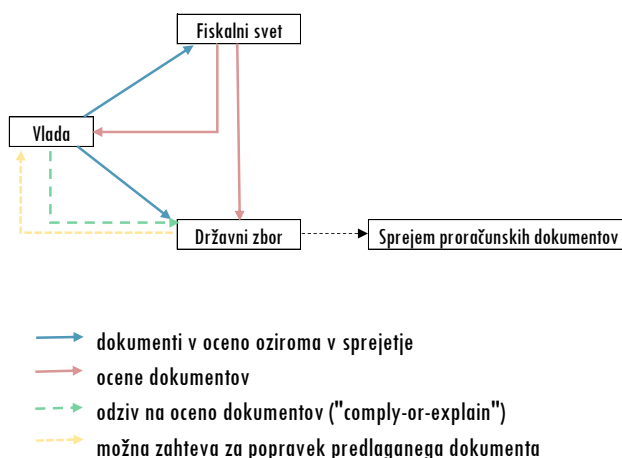 Fiskalni svet
Vlada
Državni zbor
Sprejem proračunskih dokumentov
dokumenti v oceno oziroma v sprejetje
ocene dokumentov
odziv na oceno dokumentov ("comply-or-explain")
možna zahteva za popravek predlaganega dokumenta